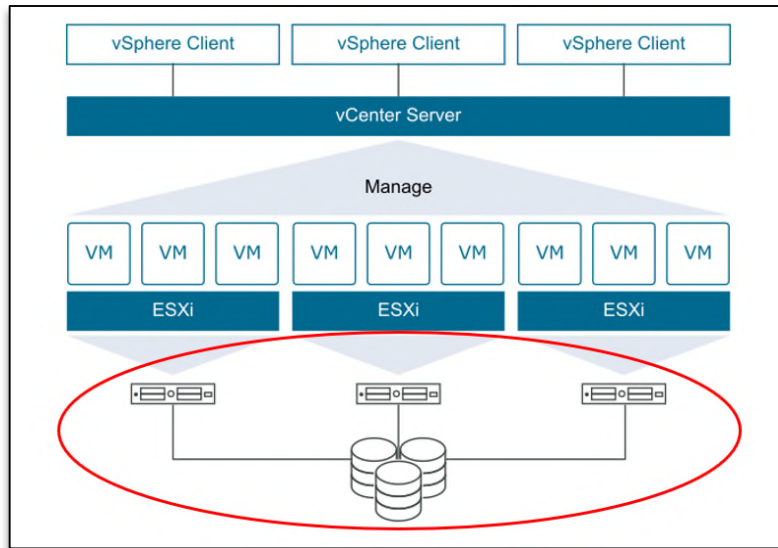 vSphere Client vSphere Client vSphere Client
vCenter Server
Manage
VM VM VM VM VM VM VM VM VM
ESXi ESXi ESXi